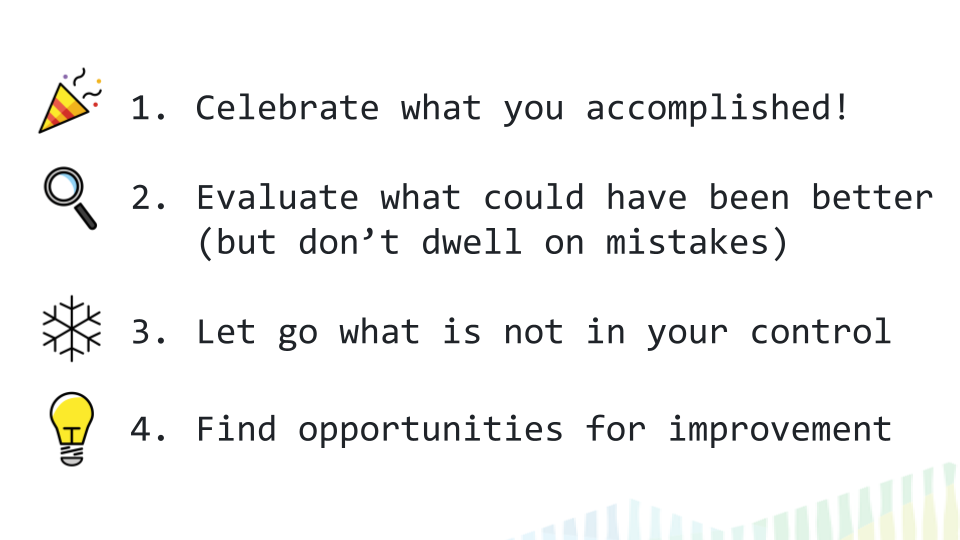 1. Celebrate what you accomplished!
2. Evaluate what could have been better
(but don’t dwell on mistakes)
3. Let go what is not in your control
4. Find opportunities for improvement